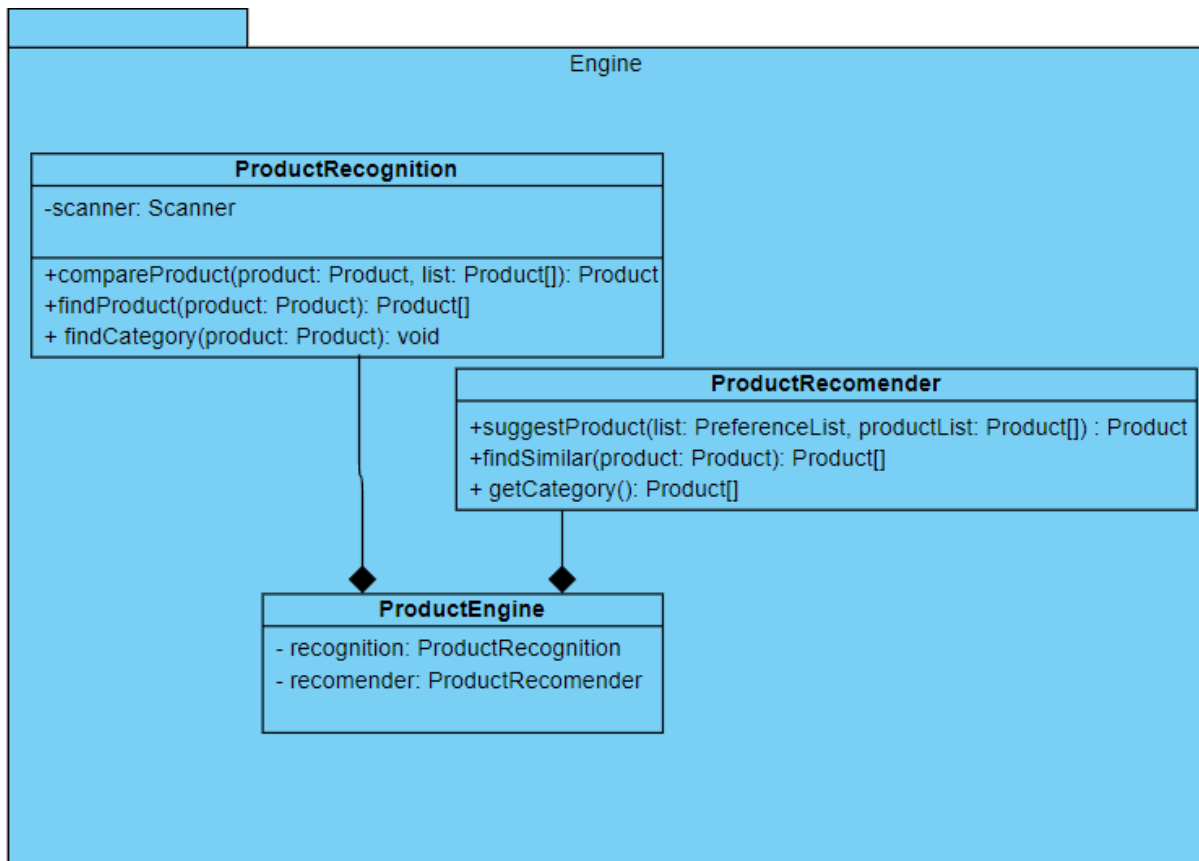 Engine
ProductRecognition
-scanner: Scanner
+compareProduct(product: Product, list: Product[]): Product
+findProduct(product: Product): Product[]
+ findCategory(product: Product): void
ProductRecomender
+suggestProduct(list: PreferenceList, productList: Product[]) : Product
+findSimilar(product: Product): Product[]
+ getCategory(): Product[]
ProductEngine
- recognition: ProductRecognition
- recomender: ProductRecomender